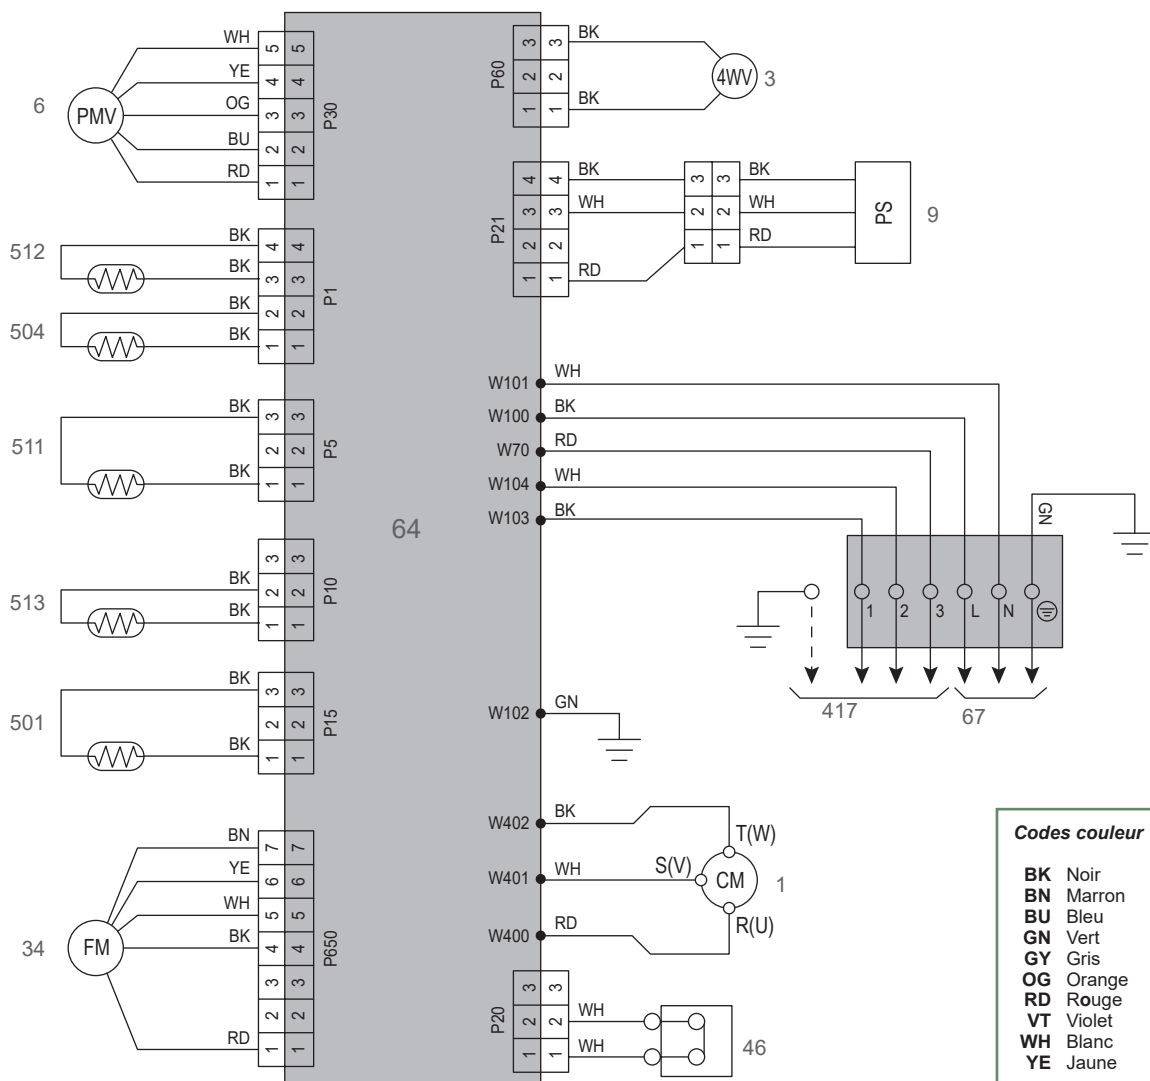 6
PMV
WH 5 5
YE 4 4
OG 3 3
BU 2 2
RD 1 1
P30
512
BK 4 4
BK 3 3
504
BK 2 2
BK 1 1
P1
511
BK 3 3
2 2
BK 1 1
P5
513
3 3
BK 2 2
BK 1 1
P10
501
BK 3 3
2 2
BK 1 1
P15
34
FM
BN 7 7
YE 6 6
WH 5 5
BK 4 4
3 3
2 2
RD 1 1
P650
64
P60
3 3 BK
2 2
1 1 BK
4WV
3
P21
4 4 BK
3 3 WH
2 2
1 1 RD
3 3 BK
2 2 WH
1 1 RD
PS
9
W101 WH
W100 BK
W70 RD
W104 WH
W103 BK
GN
1 2 3 L N
417
67
W102 GN
W402 BK
W401 WH
W400 RD
T(W)
S(V)
CM
R(U)
1
P20
3 3
2 2 WH
1 1 WH
46
Codes couleur
BK Noir
BN Marron
BU Bleu
GN Vert
GY Gris
OG Orange
RD Rouge
VT Violet
WH Blanc
YE Jaune